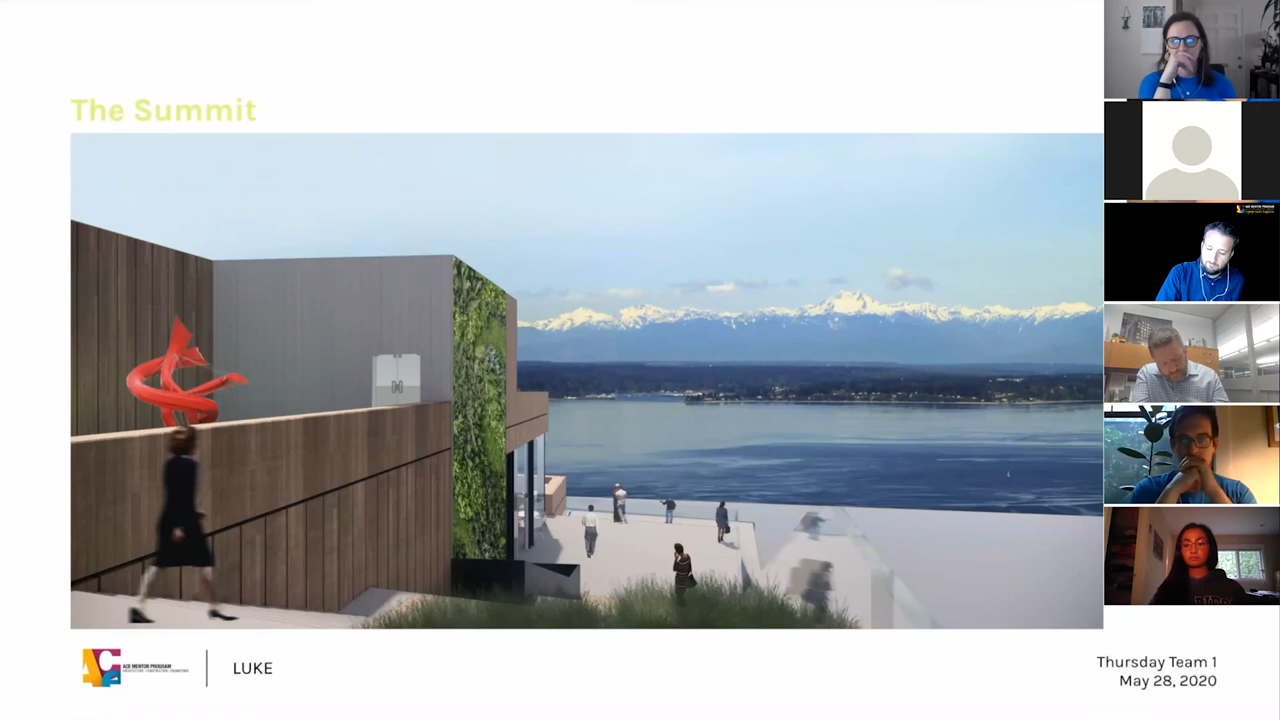 The Summit
ACE MENTOR PROGRAM
LUKE
Thursday Team 1
May 28, 2020